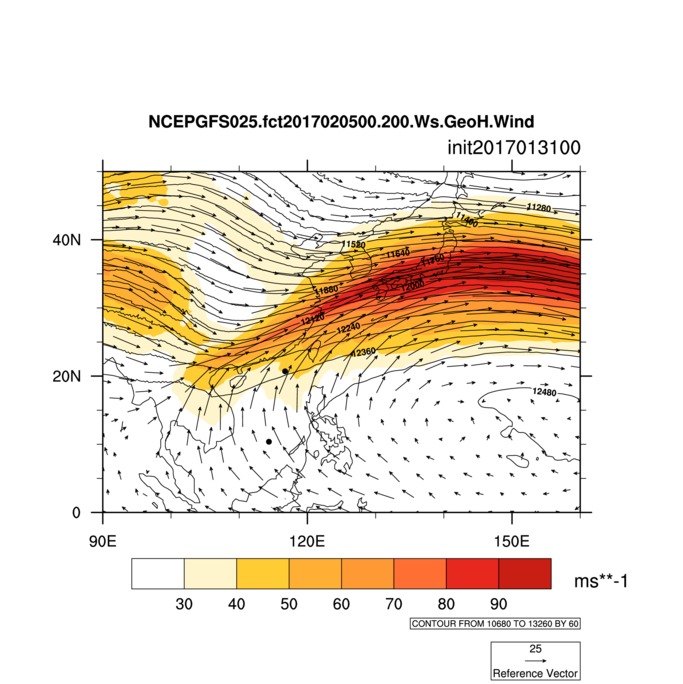 NCEPGFS025.fct2017020500.200.Ws.GeoH.Wind
init2017013100
11280
11400
11520
11640
11760
11880
12000
12120
12240
12360
12480
40N
20N
0
90E 120E 150E
30 40 50 60 70 80 90
ms**-1
CONTOUR FROM 10680 TO 13260 BY 60
25
Reference Vector